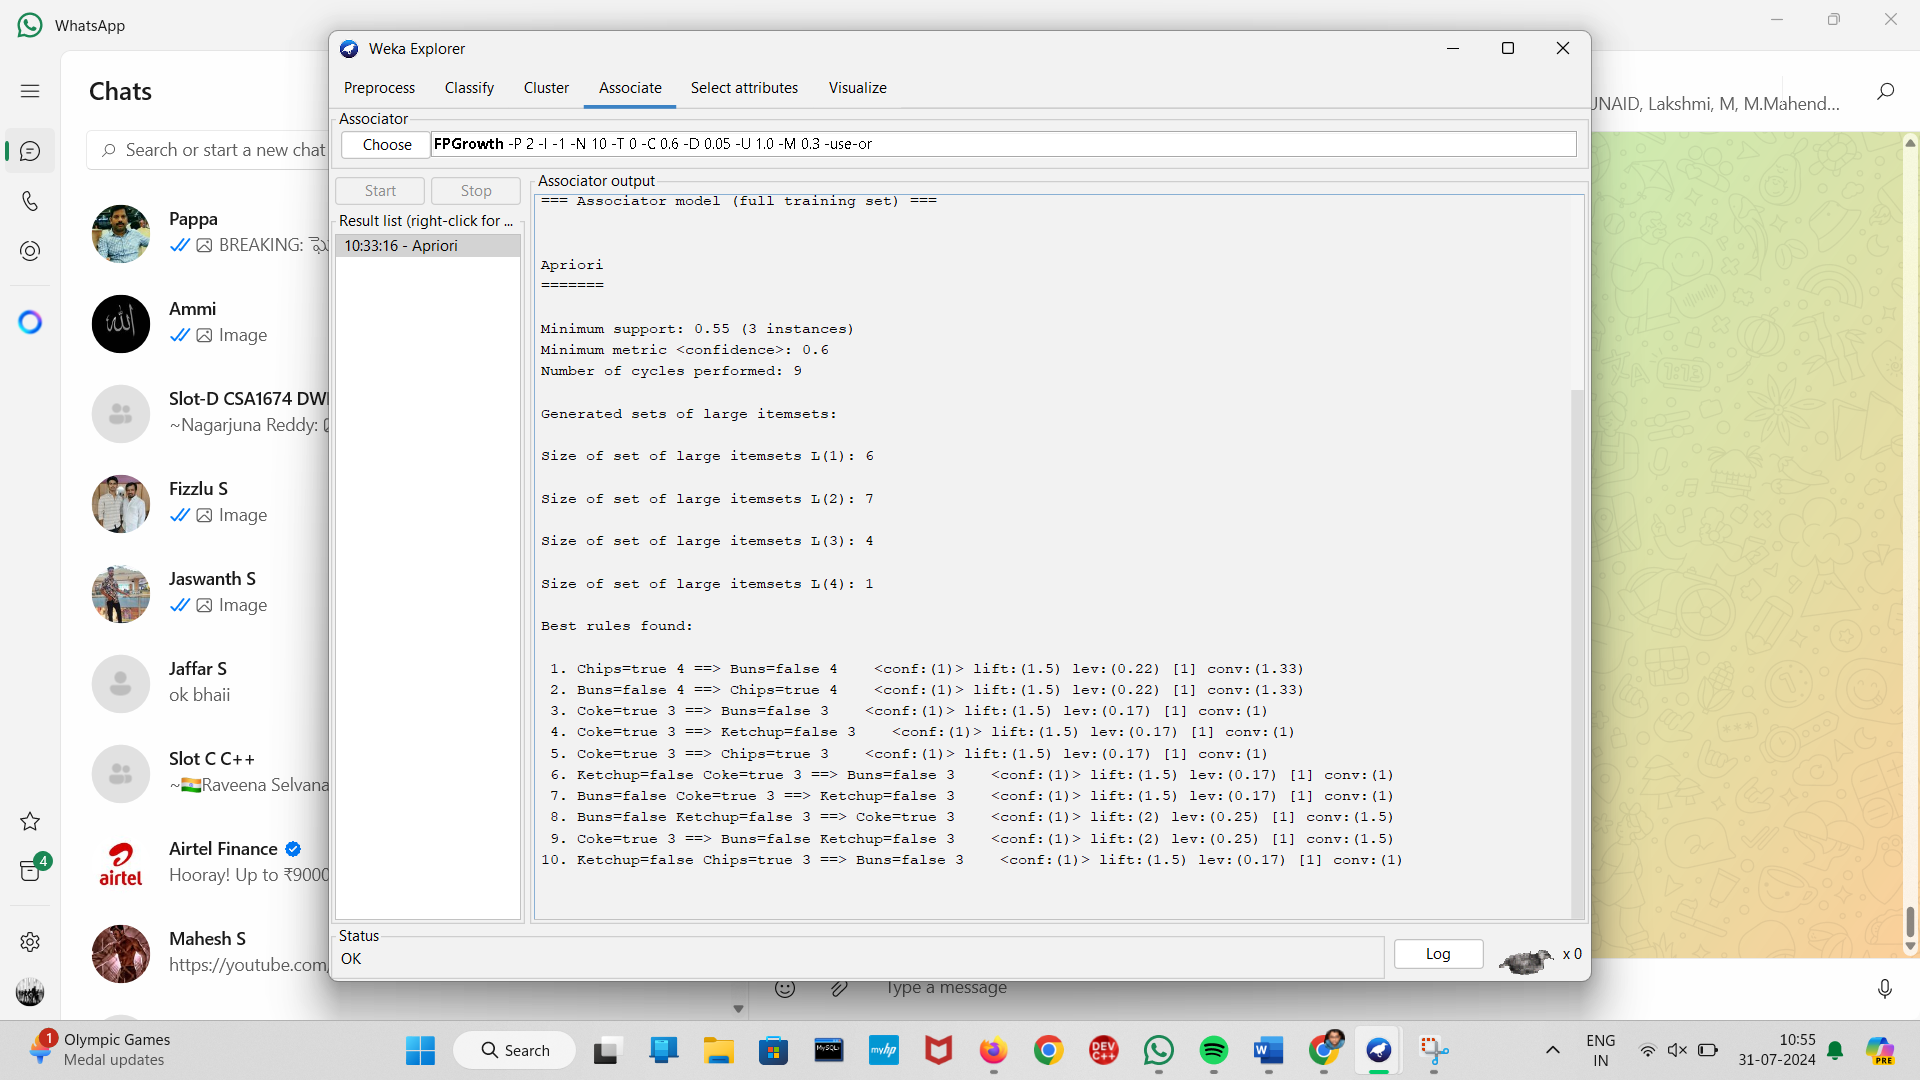 WhatsApp
Chats
Search or start a new chat
Pappa
BREAKING:
Ammi
Image
Slot-D CSA1674 DW
~Nagarjuna Reddy:
Fizzlu S
Image
Jaswanth S
Image
Jaffar S
ok bhaii
Slot C C++
~🇮🇳Raveena Selvana
Airtel Finance
airtel
Hooray! Up to ₹9000
Mahesh S
https://youtube.com
4
Weka Explorer
Preprocess Classify Cluster Associate Select attributes Visualize
Associator
Choose FPGrowth -P 2 -I -1 -N 10 -T 0 -C 0.6 -D 0.05 -U 1.0 -M 0.3 -use-or
Start Stop
Result list (right-click for ...
10:33:16 - Apriori
Associator output
=== Associator model (full training set) ===
Apriori
=======
Minimum support: 0.55 (3 instances)
Minimum metric <confidence>: 0.6
Number of cycles performed: 9
Generated sets of large itemsets:
Size of set of large itemsets L(1): 6
Size of set of large itemsets L(2): 7
Size of set of large itemsets L(3): 4
Size of set of large itemsets L(4): 1
Best rules found:
1. Chips=true 4 ==> Buns=false 4 <conf:(1)> lift:(1.5) lev:(0.22) [1] conv:(1.33)
2. Buns=false 4 ==> Chips=true 4 <conf:(1)> lift:(1.5) lev:(0.22) [1] conv:(1.33)
3. Coke=true 3 ==> Buns=false 3 <conf:(1)> lift:(1.5) lev:(0.17) [1] conv:(1)
4. Coke=true 3 ==> Ketchup=false 3 <conf:(1)> lift:(1.5) lev:(0.17) [1] conv:(1)
5. Coke=true 3 ==> Chips=true 3 <conf:(1)> lift:(1.5) lev:(0.17) [1] conv:(1)
6. Ketchup=false Coke=true 3 ==> Buns=false 3 <conf:(1)> lift:(1.5) lev:(0.17) [1] conv:(1)
7. Buns=false Coke=true 3 ==> Ketchup=false 3 <conf:(1)> lift:(1.5) lev:(0.17) [1] conv:(1)
8. Buns=false Ketchup=false 3 ==> Coke=true 3 <conf:(1)> lift:(2) lev:(0.25) [1] conv:(1.5)
9. Coke=true 3 ==> Buns=false Ketchup=false 3 <conf:(1)> lift:(2) lev:(0.25) [1] conv:(1.5)
10. Ketchup=false Chips=true 3 ==> Buns=false 3 <conf:(1)> lift:(1.5) lev:(0.17) [1] conv:(1)
Status
OK
Log
x 0
JNAID, Lakshmi, M, M.Mahend...
Type a message
1
Olympic Games
Medal updates
Search
MySQL
myhp
DEV C++
W
ENG
IN
10:55
31-07-2024
PRE